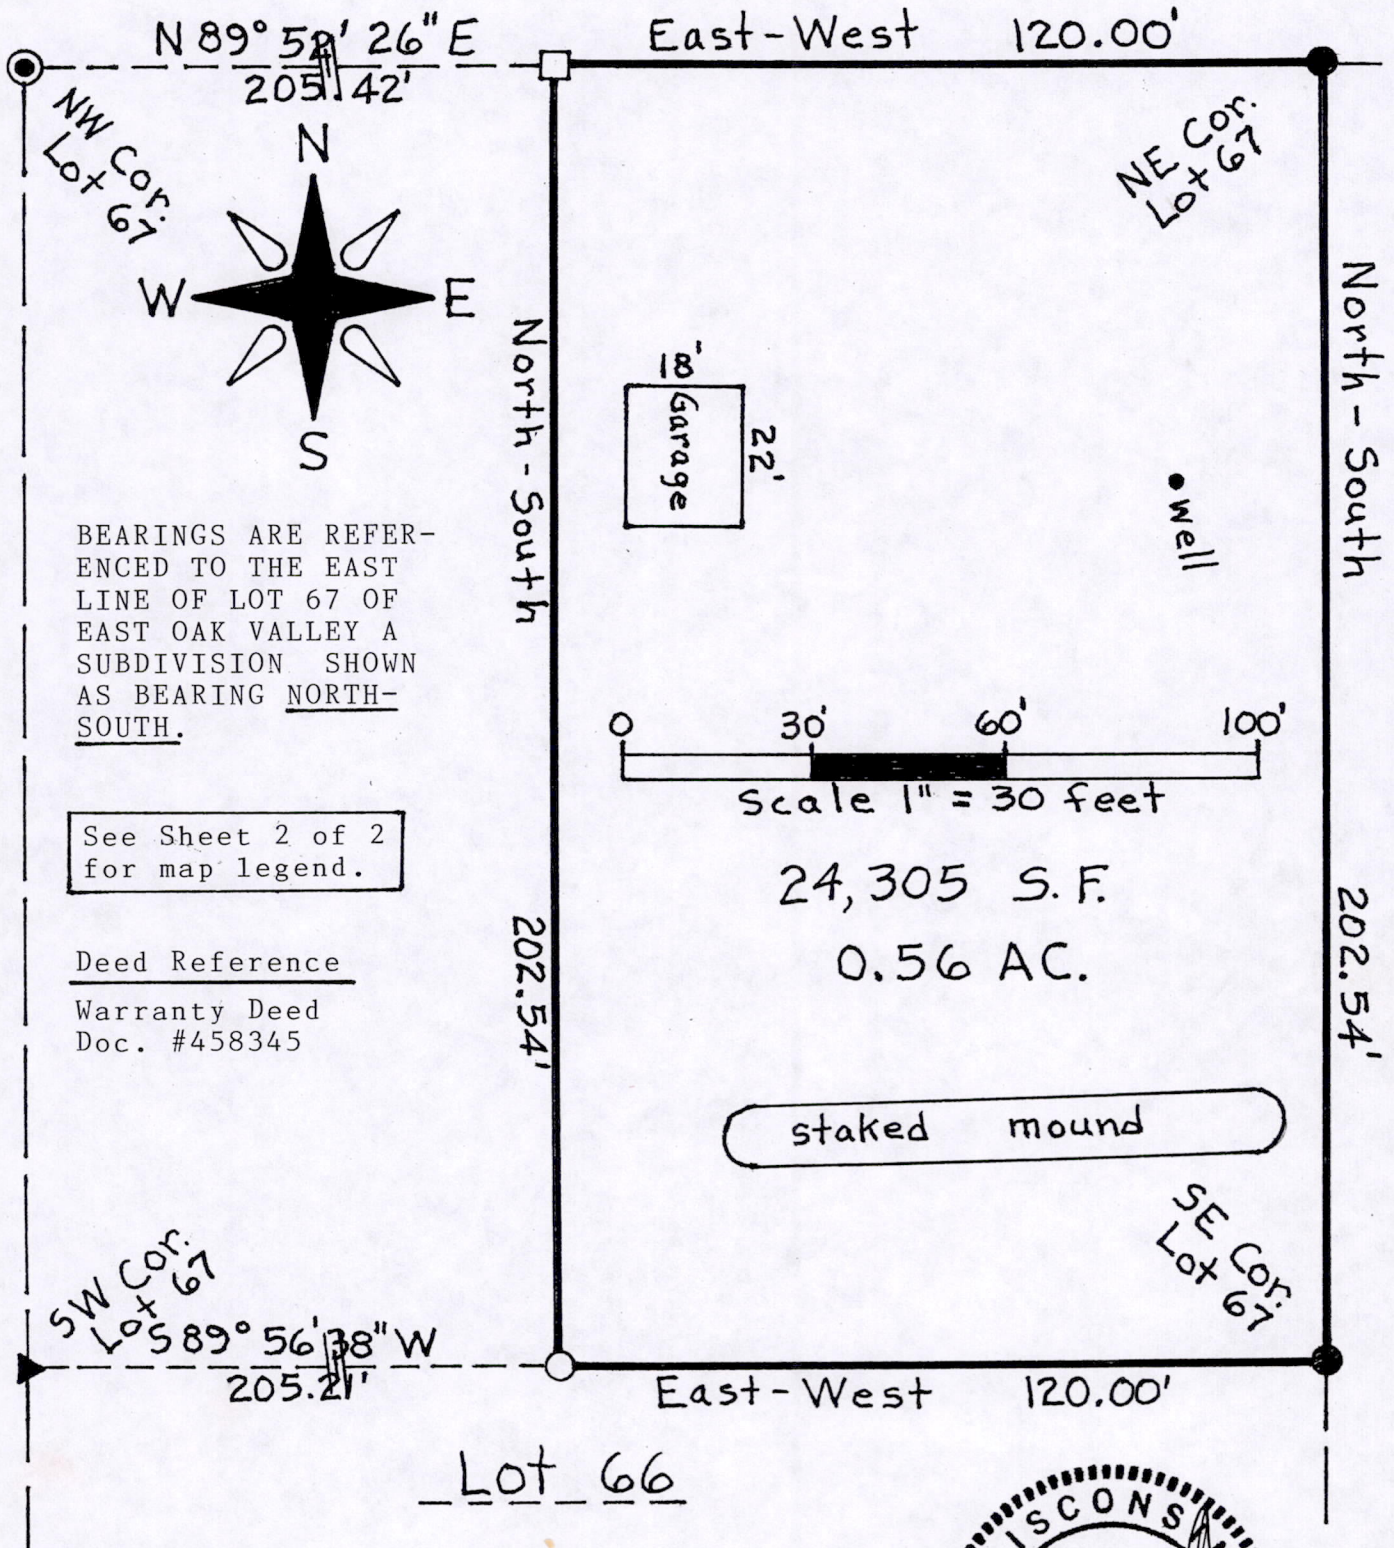 N 89° 59' 26" E
205.42'
East-West 120.00'
NW Cor.
Lot 67
NE Cor.
Lot 67
N
W E
S
North-South
North-South
18'
Garage
22'
well
BEARINGS ARE REFER-
ENCED TO THE EAST
LINE OF LOT 67 OF
EAST OAK VALLEY A
SUBDIVISION SHOWN
AS BEARING NORTH-
SOUTH.
0 30' 60' 100'
Scale 1" = 30 feet
See Sheet 2 of 2
for map legend.
24,305 S.F.
0.56 AC.
202.54'
202.54'
Deed Reference
Warranty Deed
Doc. #458345
staked mound
SW Cor.
Lot 67
SE Cor.
Lot 67
S 89° 56' 38" W
205.21'
East-West 120.00'
Lot 66
ISCONS